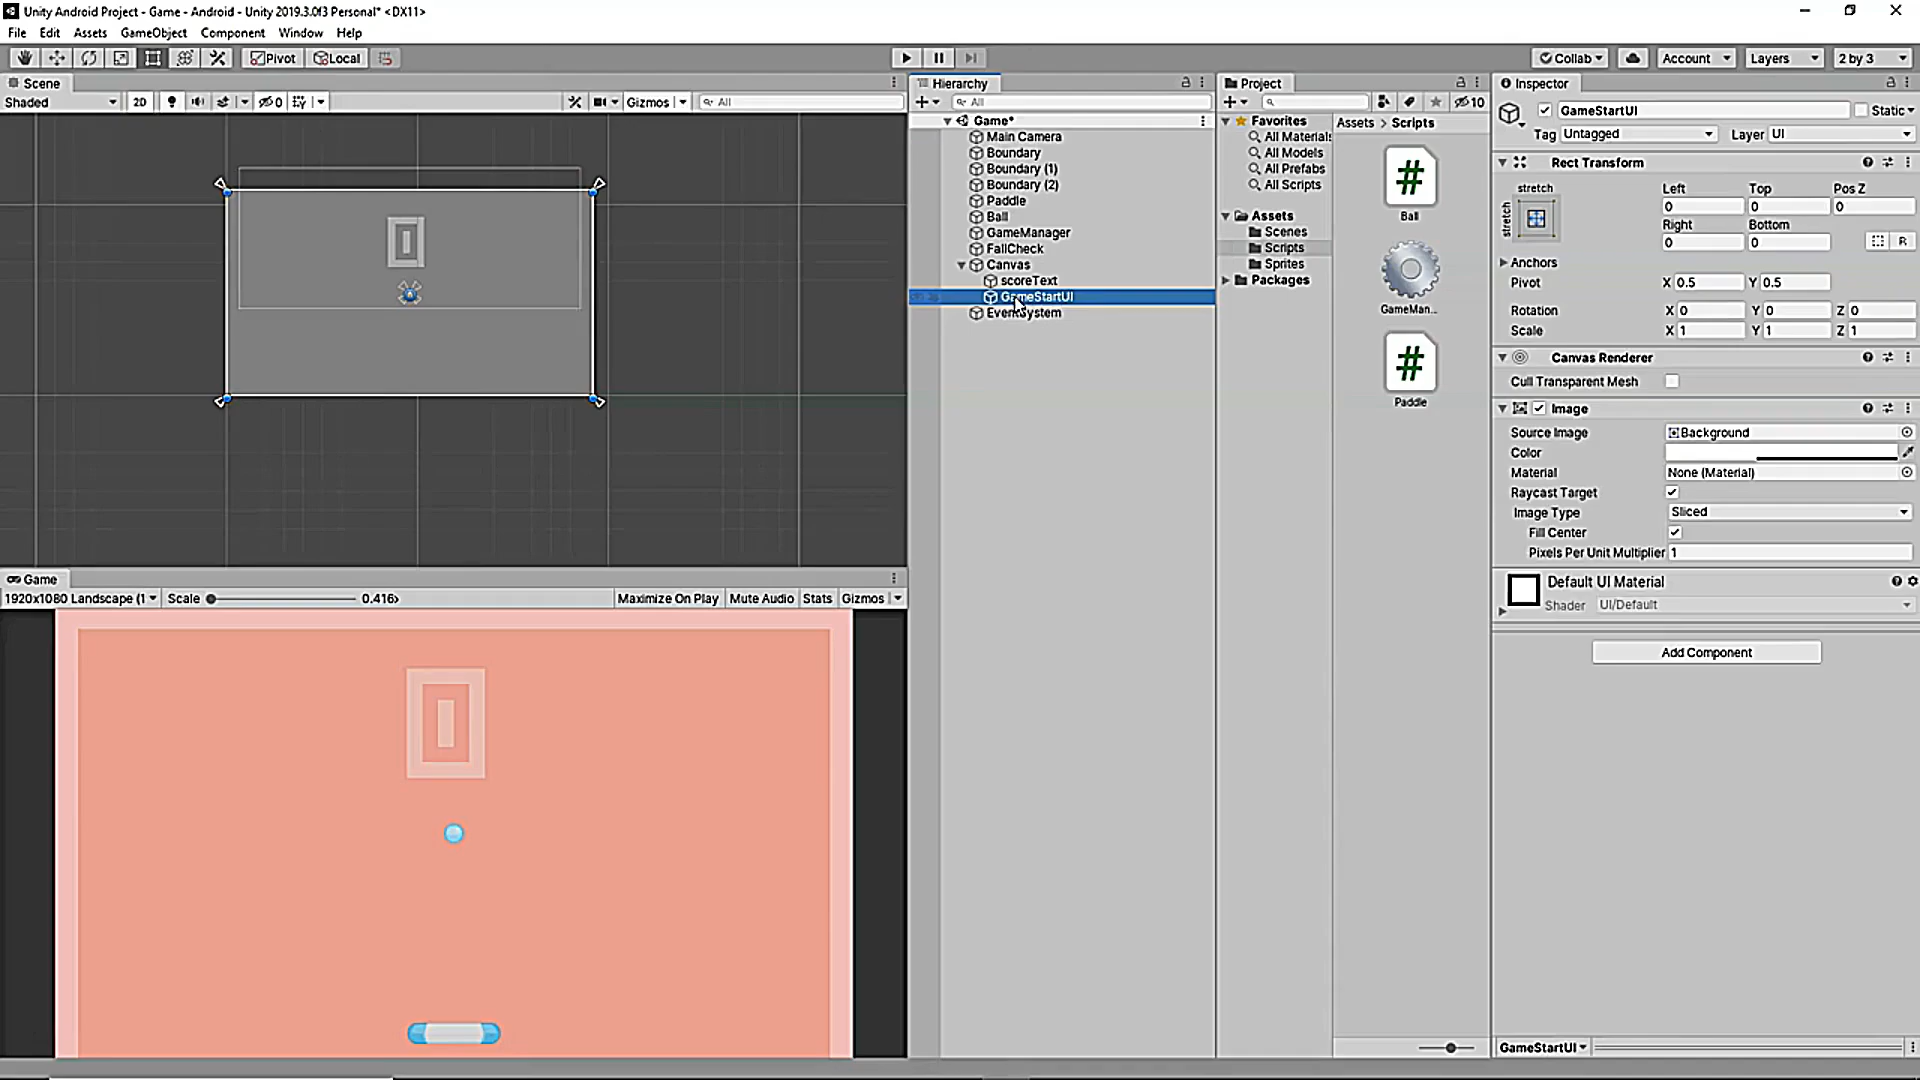 Unity Android Project - Game - Android - Unity 2019.3.0f3 Personal* <DX11>
File Edit Assets GameObject Component Window Help
Pivot Local Collab Account Layers 2 by 3
Scene
Shaded 2D 0 Gizmos All
Hierarchy
All
Game*
Main Camera
Boundary
Boundary (1)
Boundary (2)
Paddle
Ball
GameManager
FallCheck
Canvas
scoreText
GameStartUI
EventSystem
Project
10
Favorites
All Materials
All Models
All Prefabs
All Scripts
Assets
Scenes
Scripts
Sprites
Packages
Assets > Scripts
Ball
GameMan...
Paddle
Inspector
GameStartUI Static
Tag Untagged Layer UI
Rect Transform
stretch Left Top Pos Z
stretch 0 0 0
Right Bottom
0 0 R
Anchors
Pivot X 0.5 Y 0.5
Rotation X 0 Y 0 Z 0
Scale X 1 Y 1 Z 1
Canvas Renderer
Cull Transparent Mesh
Image
Source Image Background
Color
Material None (Material)
Raycast Target
Image Type Sliced
Fill Center
Pixels Per Unit Multiplier 1
Default UI Material
Shader UI/Default
Add Component
GameStartUI
Game
1920x1080 Landscape (1 Scale 0.416x Maximize On Play Mute Audio Stats Gizmos
0